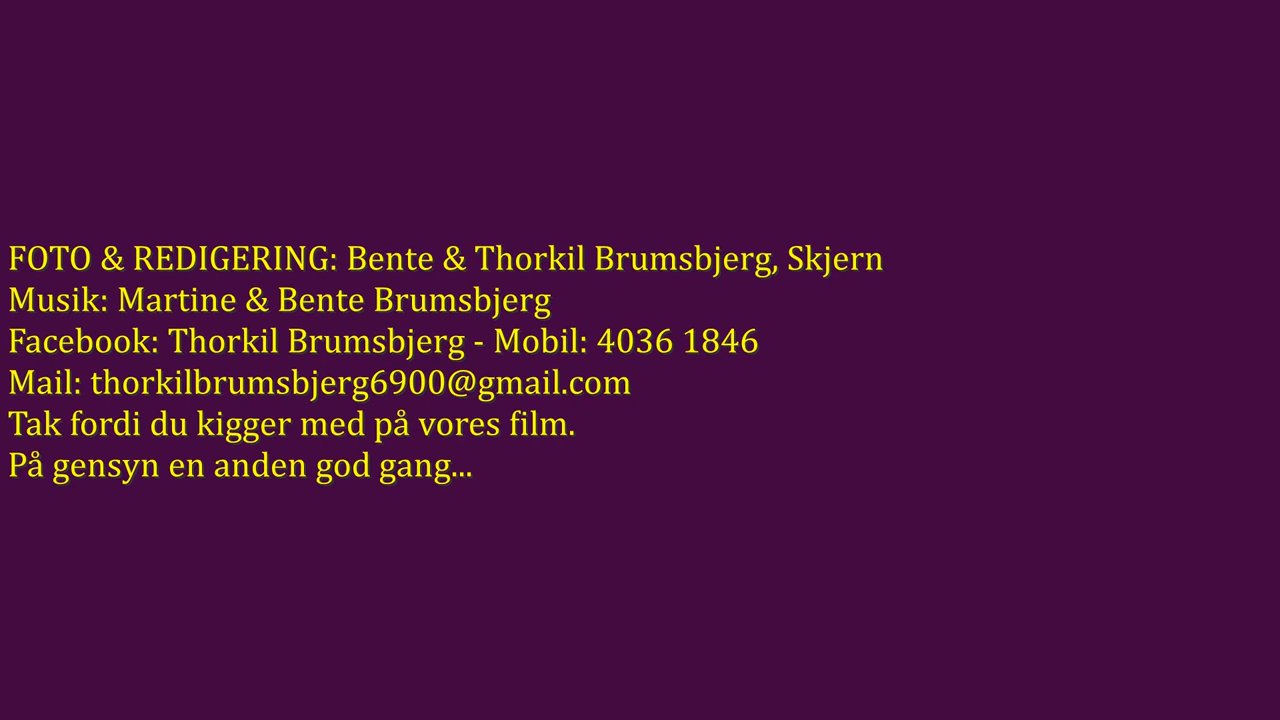 FOTO & REDIGERING: Bente & Thorkil Brumsbjerg, Skjern
Musik: Martine & Bente Brumsbjerg
Facebook: Thorkil Brumsbjerg - Mobil: 4036 1846
Mail: thorkilbrumsbjerg6900@gmail.com
Tak fordi du kigger med på vores film.
På gensyn en anden god gang...